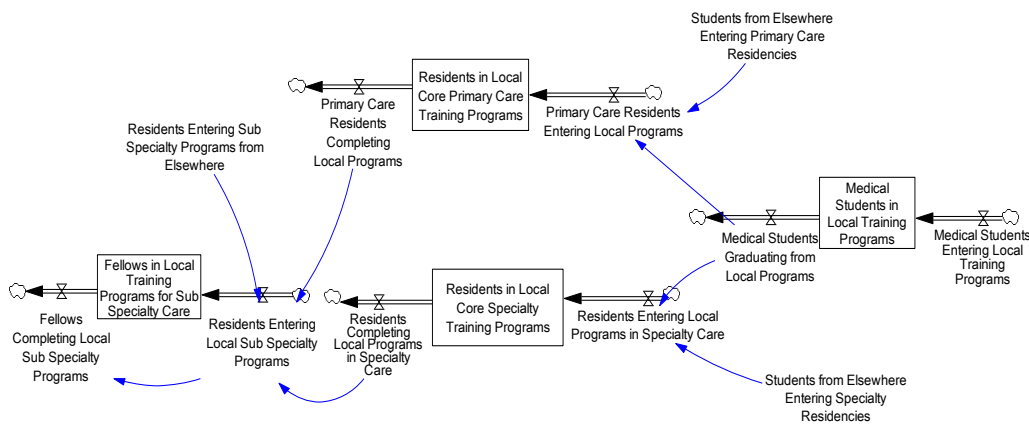 Students from Elsewhere
Entering Primary Care
Residencies
Residents in Local
Core Primary Care
Training Programs
Primary Care
Residents
Completing
Local Programs
Primary Care Residents
Entering Local Programs
Residents Entering Sub
Specialty Programs from
Elsewhere
Medical
Students in
Local Training
Programs
Medical Students
Graduating from
Local Programs
Medical Students
Entering Local
Training
Programs
Fellows in Local
Training
Programs for Sub
Specialty Care
Residents in Local
Core Specialty
Training Programs
Fellows
Completing Local
Sub Specialty
Programs
Residents Entering
Local Sub Specialty
Programs
Residents
Completing
Local Programs
in Specialty
Care
Residents Entering Local
Programs in Specialty Care
Students from Elsewhere
Entering Specialty
Residencies